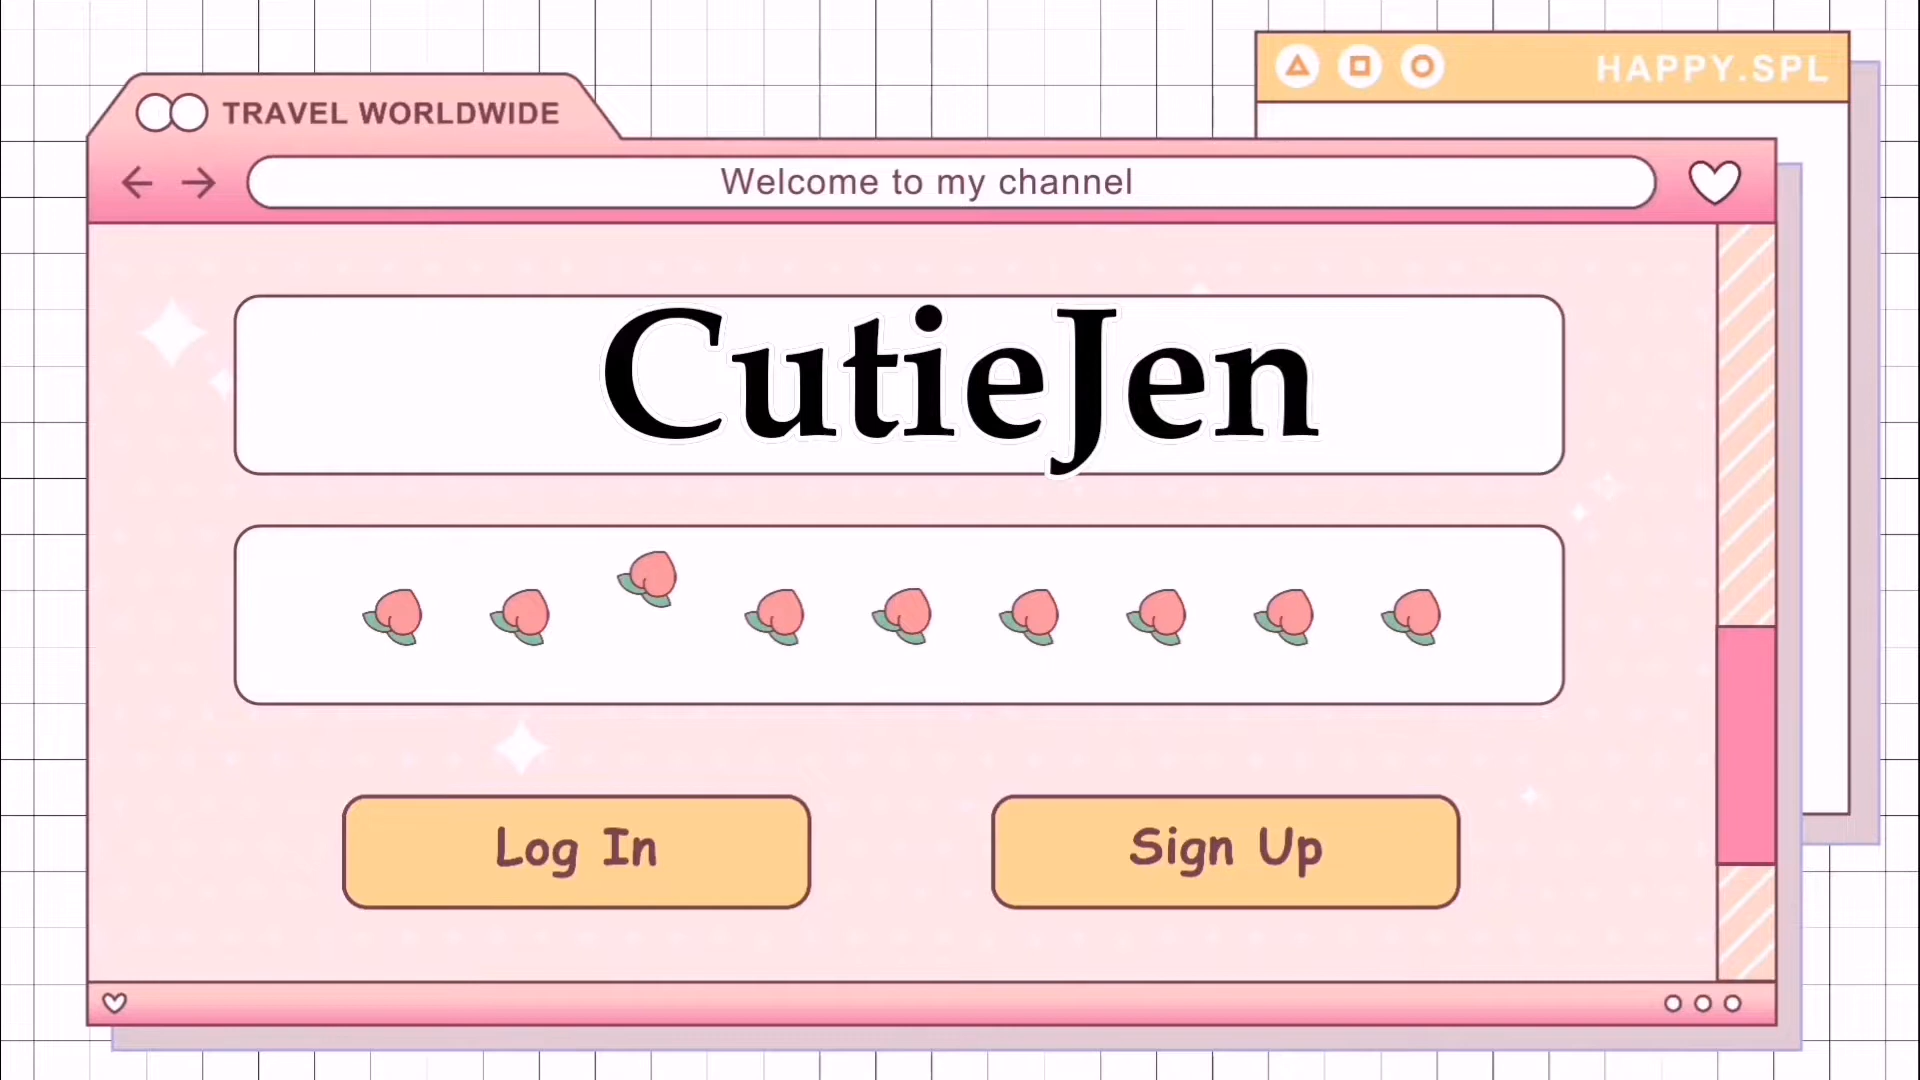 HAPPY.SPL
TRAVEL WORLDWIDE
Welcome to my channel
CutieJen
Log In
Sign Up